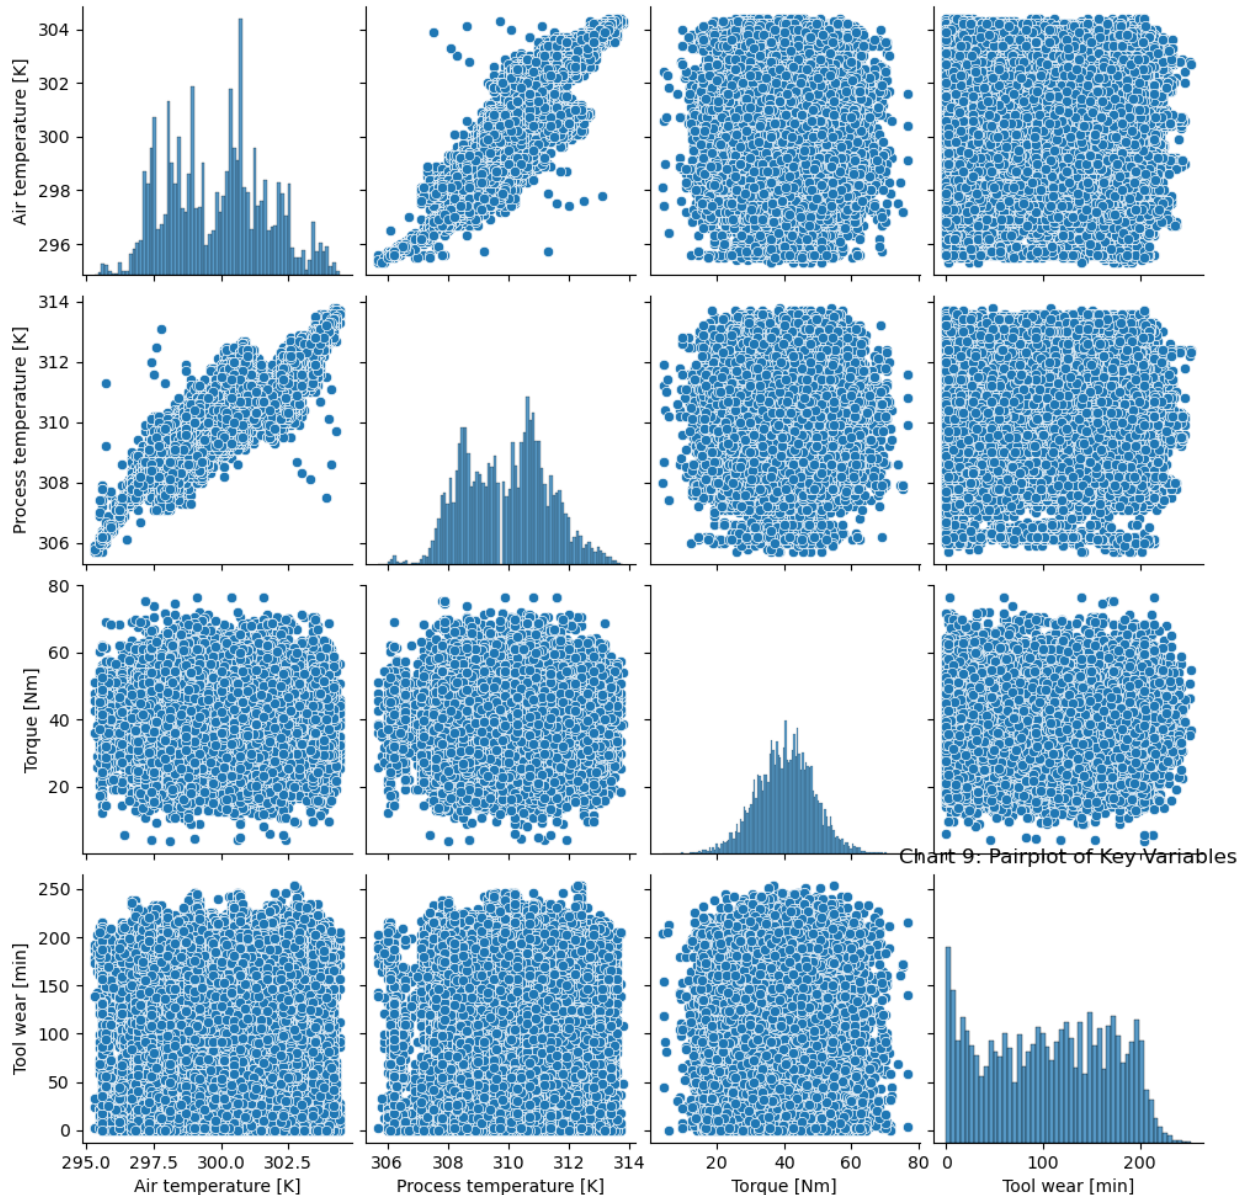 304
302
300
298
296
Air temperature [K]
314
312
310
308
306
Process temperature [K]
80
60
40
20
Torque [Nm]
Chart 9: Pairplot of Key Variables
250
200
150
100
50
0
Tool wear [min]
295.0 297.5 300.0 302.5
306 308 310 312 314
20 40 60 80
0 100 200
Air temperature [K]
Process temperature [K]
Torque [Nm]
Tool wear [min]